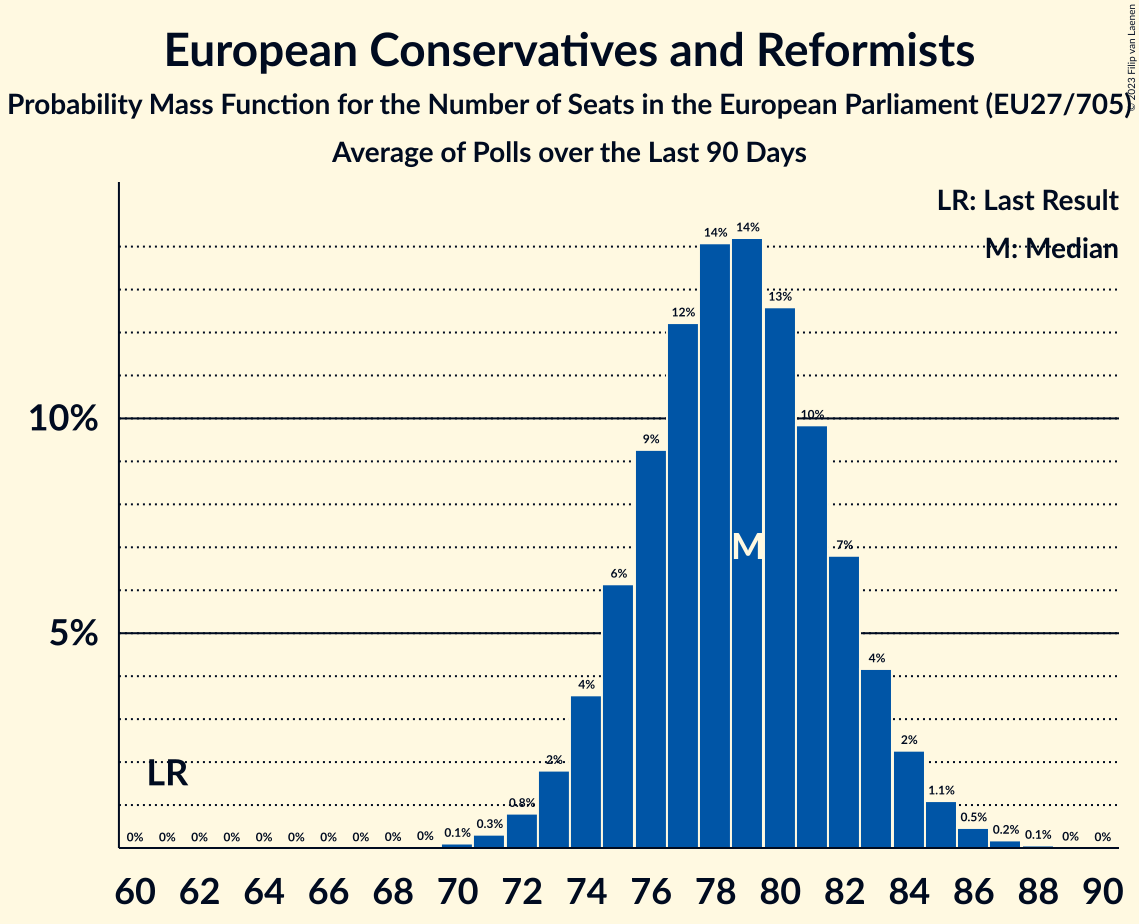 European Conservatives and Reformists
Probability Mass Function for the Number of Seats in the European Parliament (EU27/705)
Average of Polls over the Last 90 Days
© 2023 Filip van Laenen
LR: Last Result
M: Median
10%
5%
LR
M
0% 0% 0% 0% 0% 0% 0% 0% 0% 0% 0.1% 0.3% 0.8% 2% 4% 6% 9% 12% 14% 14% 13% 10% 7% 4% 2% 1.1% 0.5% 0.2% 0.1% 0% 0%
60 62 64 66 68 70 72 74 76 78 80 82 84 86 88 90